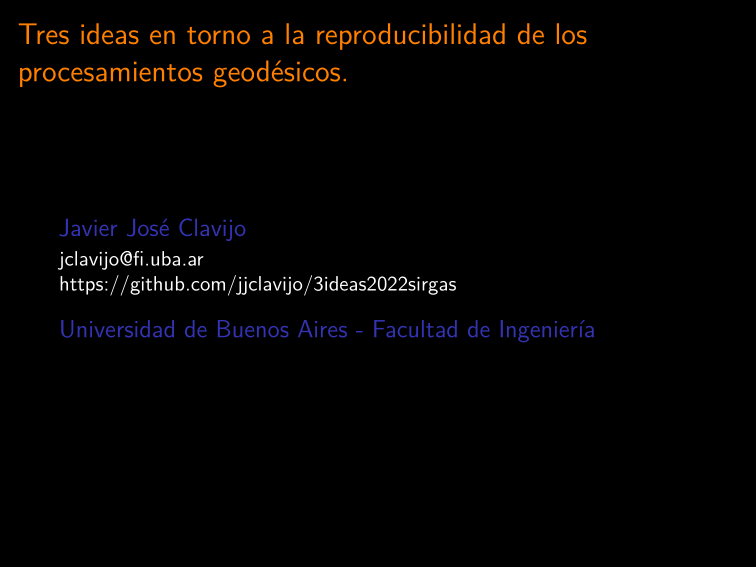 Tres ideas en torno a la reproducibilidad de los
procesamientos geodésicos.
Javier José Clavijo
jclavijo@fi.uba.ar
https://github.com/jjclavijo/3ideas2022sirgas
Universidad de Buenos Aires - Facultad de Ingeniería